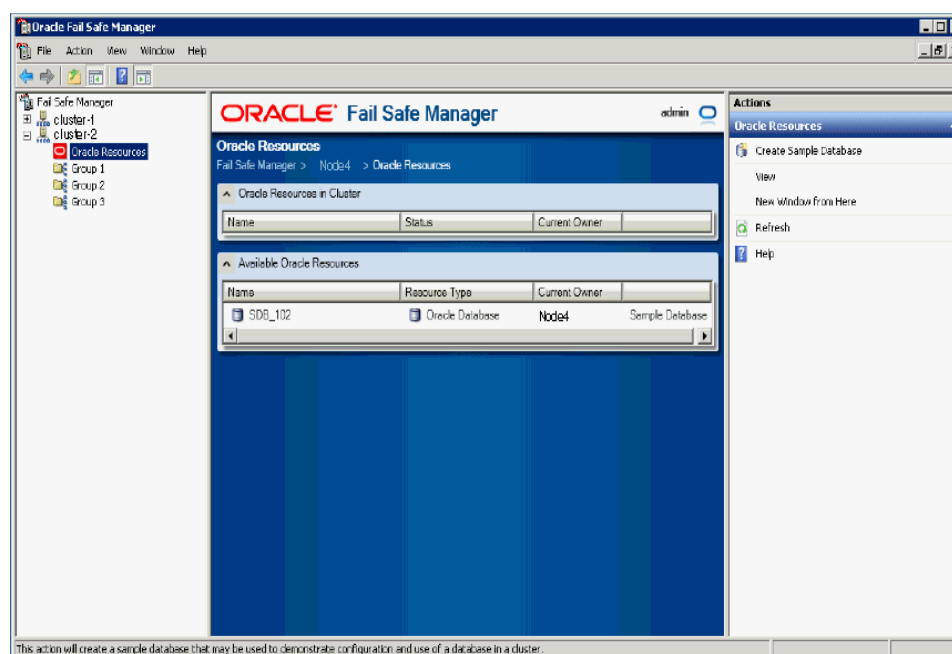 Oracle Fail Safe Manager
File Action View Window Help
Fail Safe Manager
cluster-1
cluster-2
Oracle Resources
Group 1
Group 2
Group 3
ORACLE Fail Safe Manager admin
Oracle Resources
Fail Safe Manager > Node4 > Oracle Resources
Oracle Resources in Cluster
Name Status Current Owner
Available Oracle Resources
Name Resource Type Current Owner
SDB_102 Oracle Database Node4 Sample Database
Actions
Oracle Resources
Create Sample Database
View
New Window from Here
Refresh
Help
This action will create a sample database that may be used to demonstrate configuration and use of a database in a cluster.